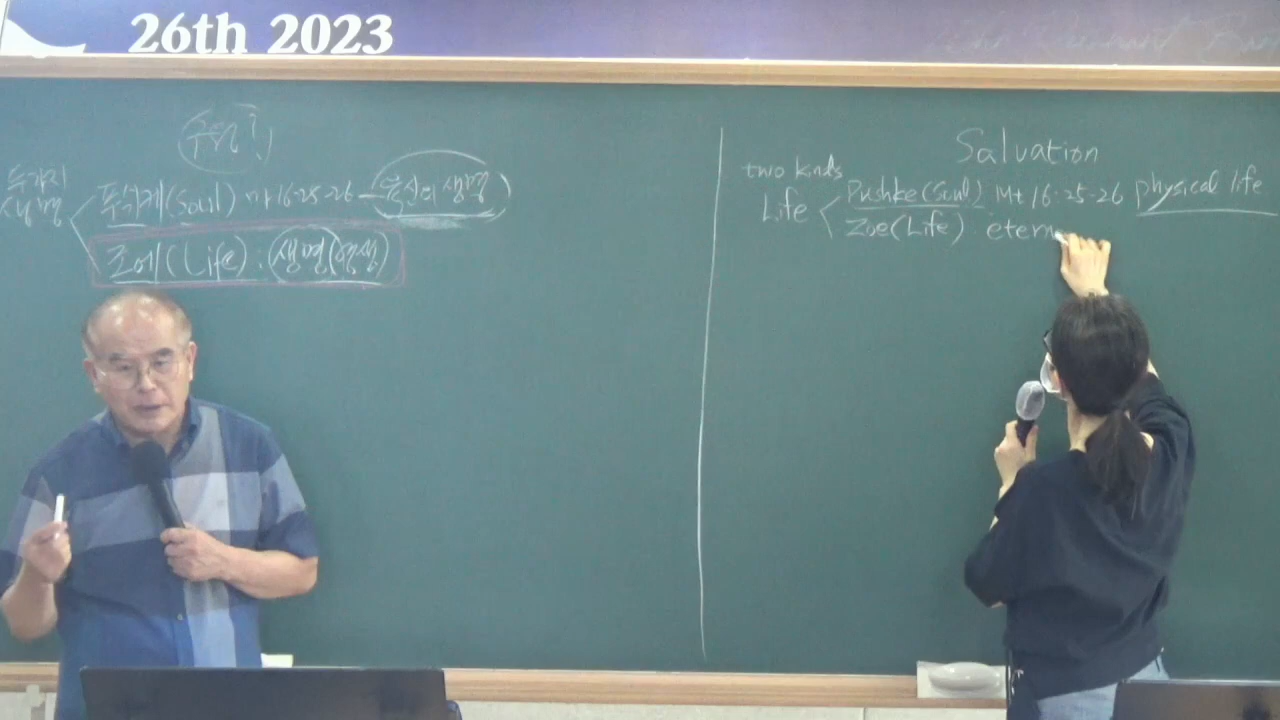 26th 2023
구원?!
두가지
생명
푸쉬케(Soul) 마16:25-26 육신의 생명
조에(Life): 생명(영생)
Salvation
two kinds
Life
Pushke(Soul) Mt 16:25-26 physical life
Zoe(Life). etern